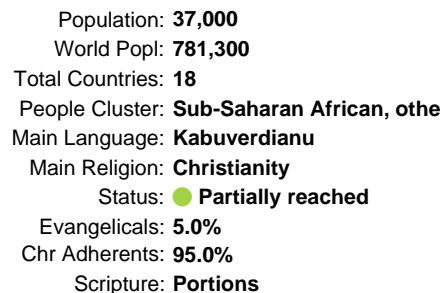 Population: 37,000
World Popl: 781,300
Total Countries: 18
People Cluster: Sub-Saharan African, othe
Main Language: Kabuverdianu
Main Religion: Christianity
Status: Partially reached
Evangelicals: 5.0%
Chr Adherents: 95.0%
Scripture: Portions